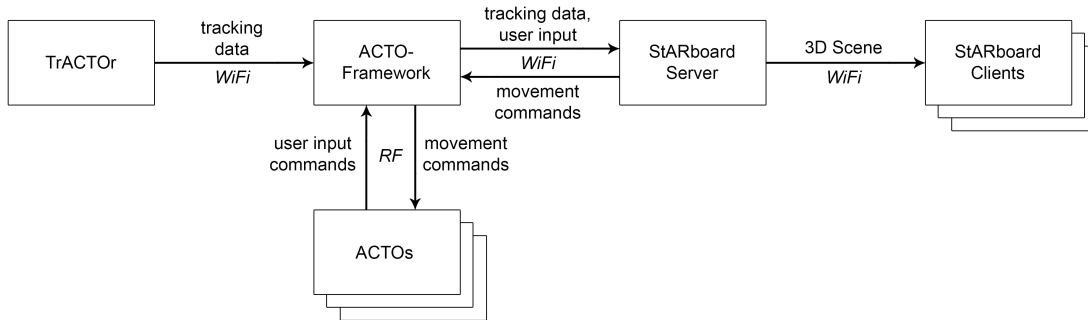 TrACTOr
tracking
data
WiFi
ACTO-
Framework
tracking data,
user input
WiFi
movement
commands
StARboard
Server
3D Scene
WiFi
StARboard
Clients
user input
commands
RF
movement
commands
ACTOs